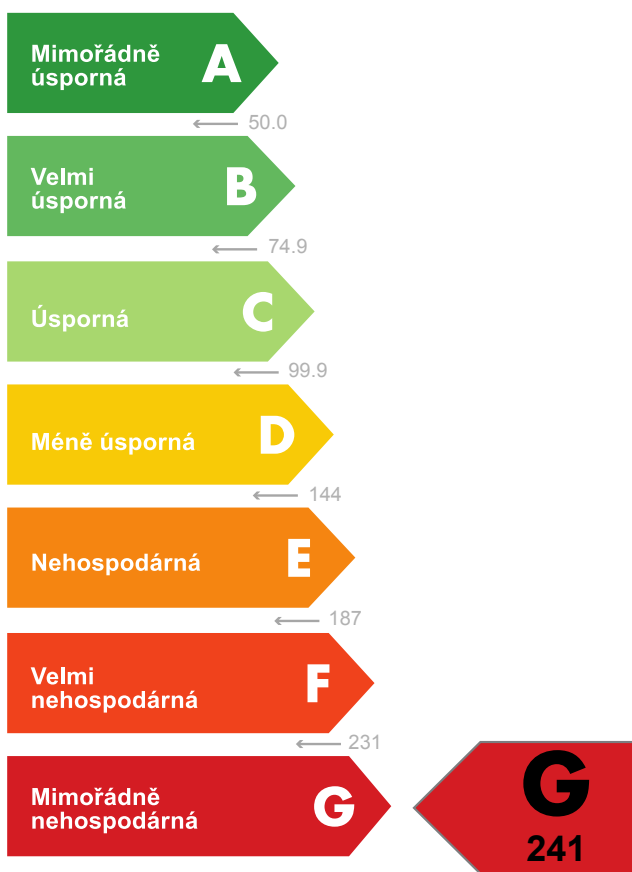 Mimořádně
úsporná
A
50.0
Velmi
úsporná
B
74.9
Úsporná C
99.9
Méně úsporná D
144
Nehospodárná E
187
Velmi
nehospodárná
F
231
Mimořádně
nehospodárná
G
G
241